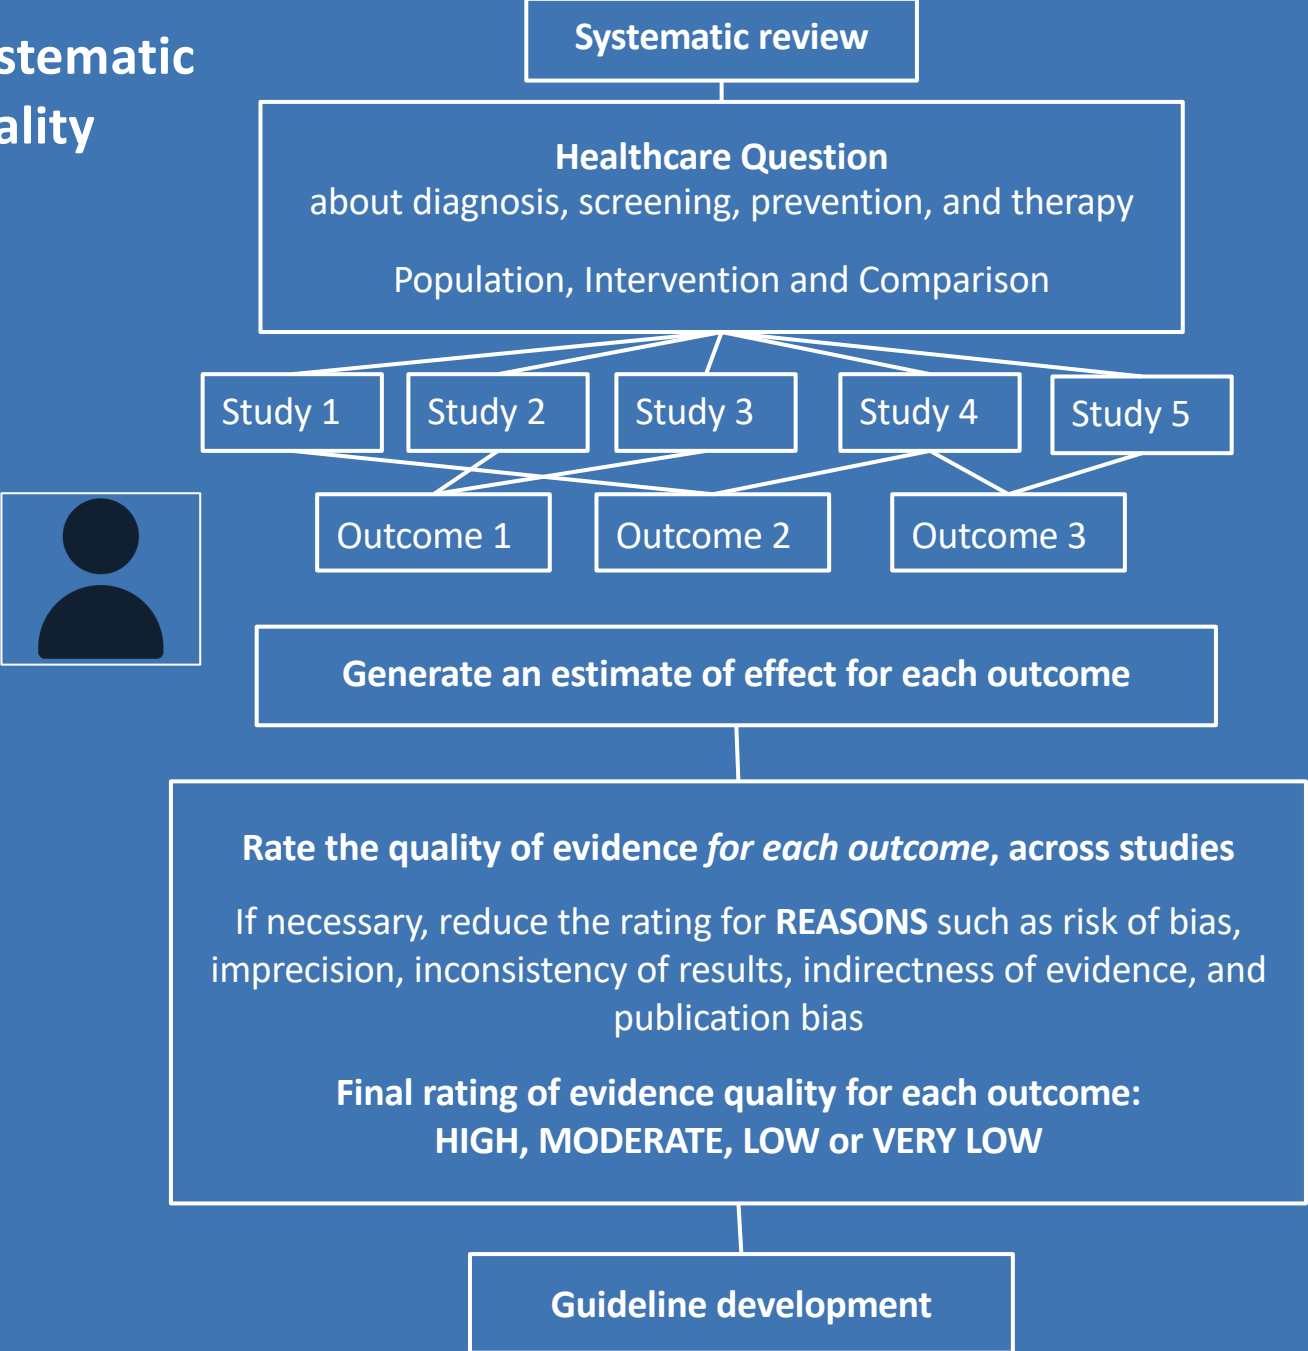 Systematic review
Healthcare Question
about diagnosis, screening, prevention, and therapy
Population, Intervention and Comparison
Study 1
Study 2
Study 3
Study 4
Study 5
Outcome 1
Outcome 2
Outcome 3
Generate an estimate of effect for each outcome
Rate the quality of evidence for each outcome, across studies
If necessary, reduce the rating for REASONS such as risk of bias,
imprecision, inconsistency of results, indirectness of evidence, and
publication bias
Final rating of evidence quality for each outcome:
HIGH, MODERATE, LOW or VERY LOW
Guideline development